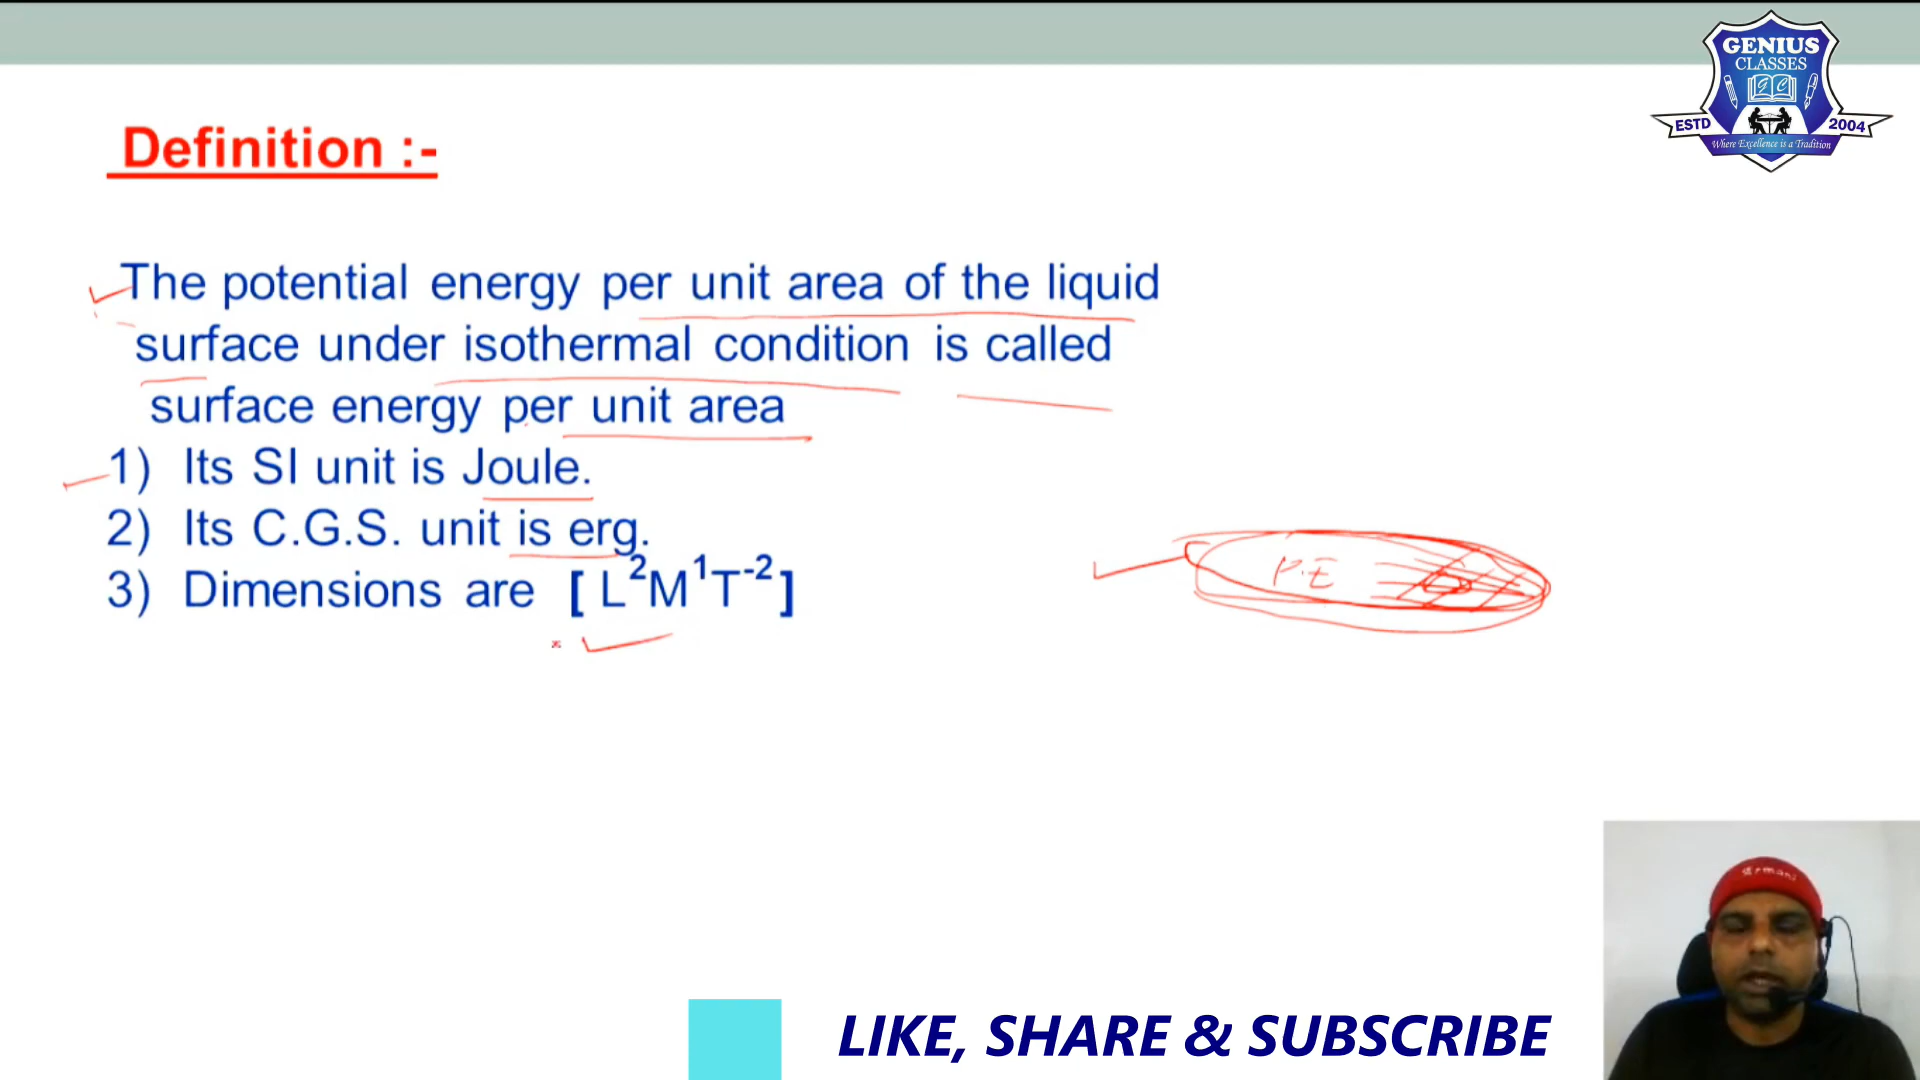 GENIUS
CLASSES
GC
ESTD
2004
Where Excellence is a Tradition
Definition :-
The potential energy per unit area of the liquid
surface under isothermal condition is called
surface energy per unit area
1) Its SI unit is Joule.
2) Its C.G.S. unit is erg.
3) Dimensions are [ L²M¹T⁻² ]
P.E
LIKE, SHARE & SUBSCRIBE